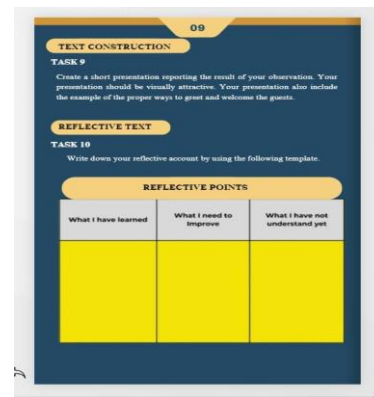 09
TEXT CONSTRUCTION
TASK 9
Create a short presentation reporting the result of your observation. Your
presentation should be virtually attractive. Your presentation also include
the example of the proper ways to greet and welcome the guests.
REFLECTIVE TEXT
TASK 10
Write down your reflective account by using the following template.
REFLECTIVE POINTS
What I have learned
What I need to
Improve
What I have not
understand yet